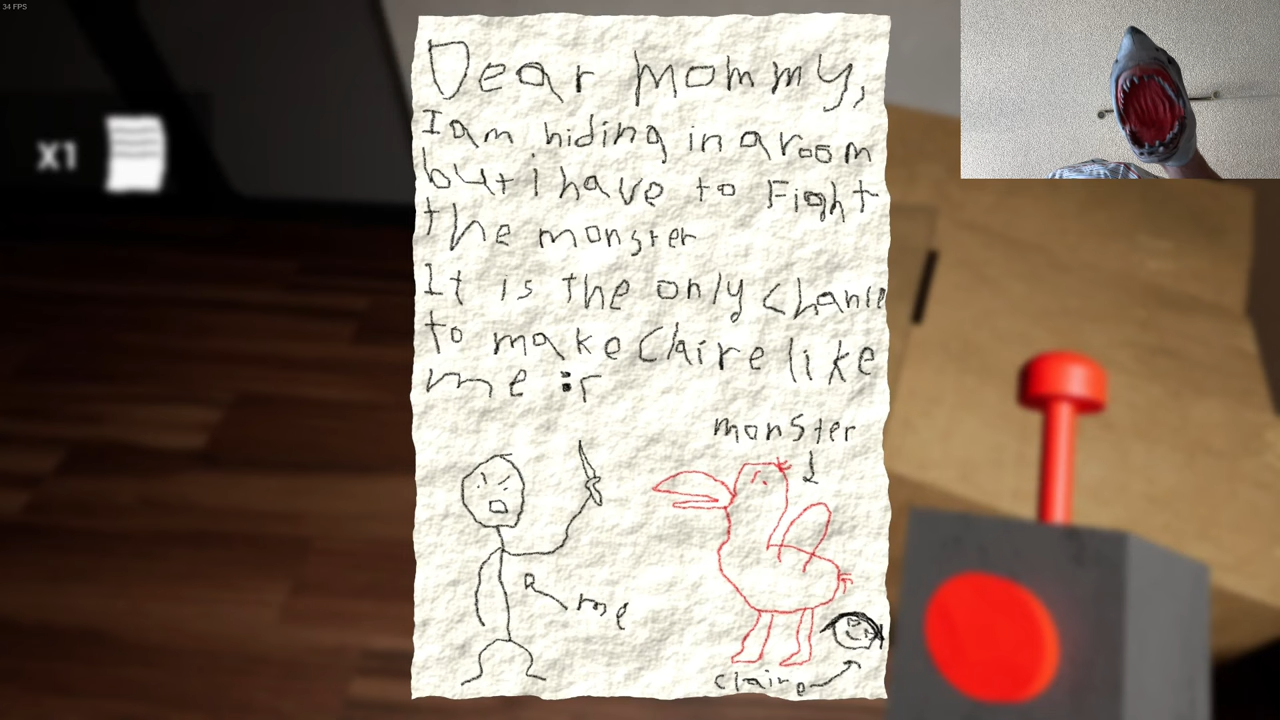 34 FPS
X1
Dear Mommy,
I am hiding in a room
but i have to Fight
the monster
It is the only chance
to make Claire like
me :r
monster
me
claire